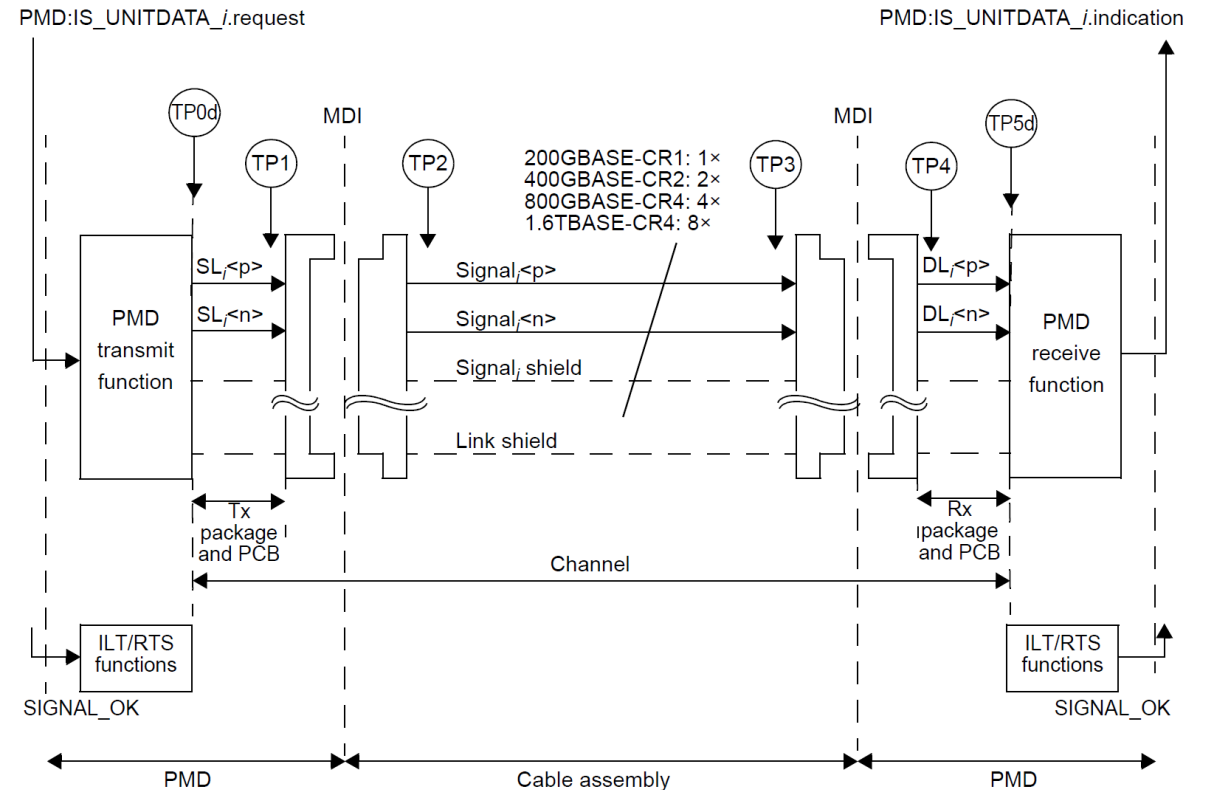 PMD:IS_UNITDATA_i.request
PMD:IS_UNITDATA_i.indication
TP0d
MDI
MDI
TP5d
TP1
TP2
200GBASE-CR1: 1×
400GBASE-CR2: 2×
800GBASE-CR4: 4×
1.6TBASE-CR4: 8×
TP3
TP4
SLi<p>
Signali<p>
DLi<p>
SLi<n>
Signali<n>
DLi<n>
PMD
transmit
function
PMD
receive
function
Signali shield
Link shield
Tx
package
and PCB
Rx
package
and PCB
Channel
ILT/RTS
functions
ILT/RTS
functions
SIGNAL_OK
SIGNAL_OK
PMD
Cable assembly
PMD